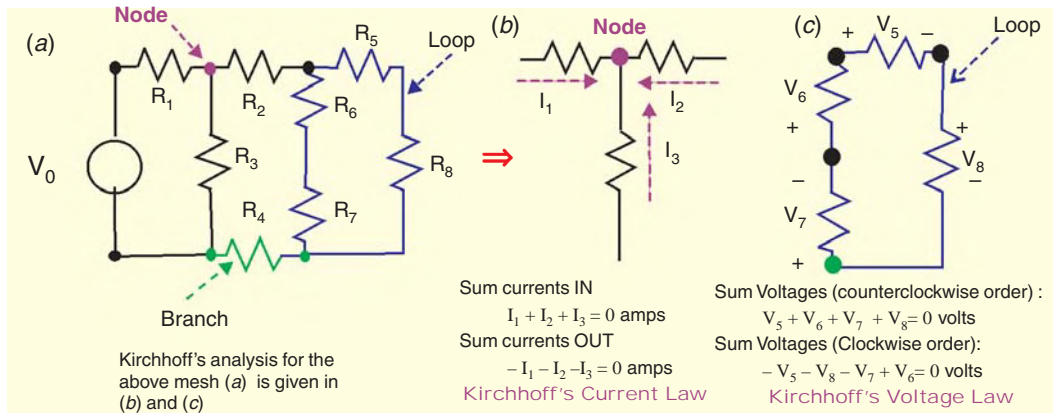 (a)
Node
R1
R2
R5
Loop
R6
R3
R8
V0
R4
R7
Branch
Kirchhoff's analysis for the
above mesh (a) is given in
(b) and (c)
⇒
(b)
Node
I1
I2
I3
Sum currents IN
I1 + I2 + I3 = 0 amps
Sum currents OUT
– I1 – I2 –I3 = 0 amps
Kirchhoff's Current Law
(c)
+ V5 –
Loop
V6
+
–
V7
+
+
V8
–
Sum Voltages (counterclockwise order) :
V5 + V6 + V7 + V8= 0 volts
Sum Voltages (Clockwise order):
– V5 – V8 – V7 + V6= 0 volts
Kirchhoff's Voltage Law